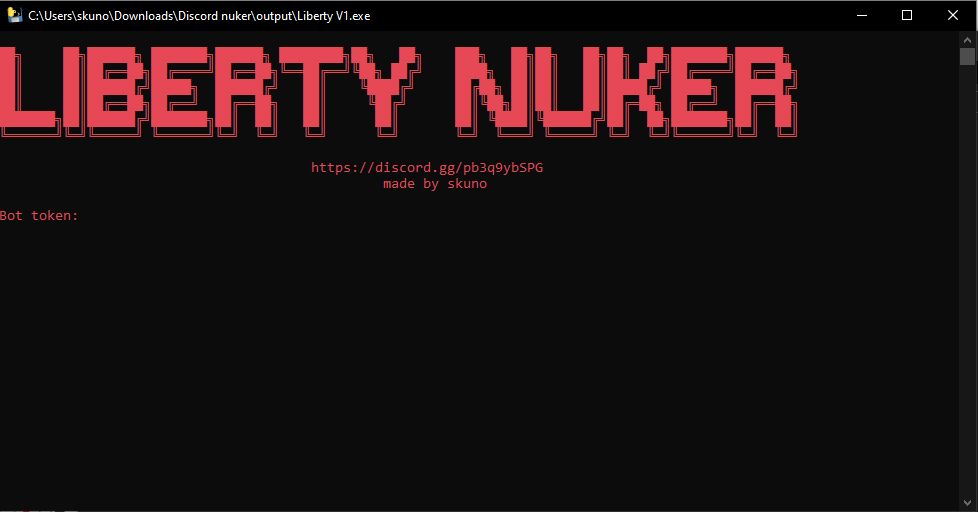 C:\Users\skuno\Downloads\Discord nuker\output\Liberty V1.exe
LIBERTY NUKER
https://discord.gg/pb3q9ybSPG
made by skuno
Bot token: